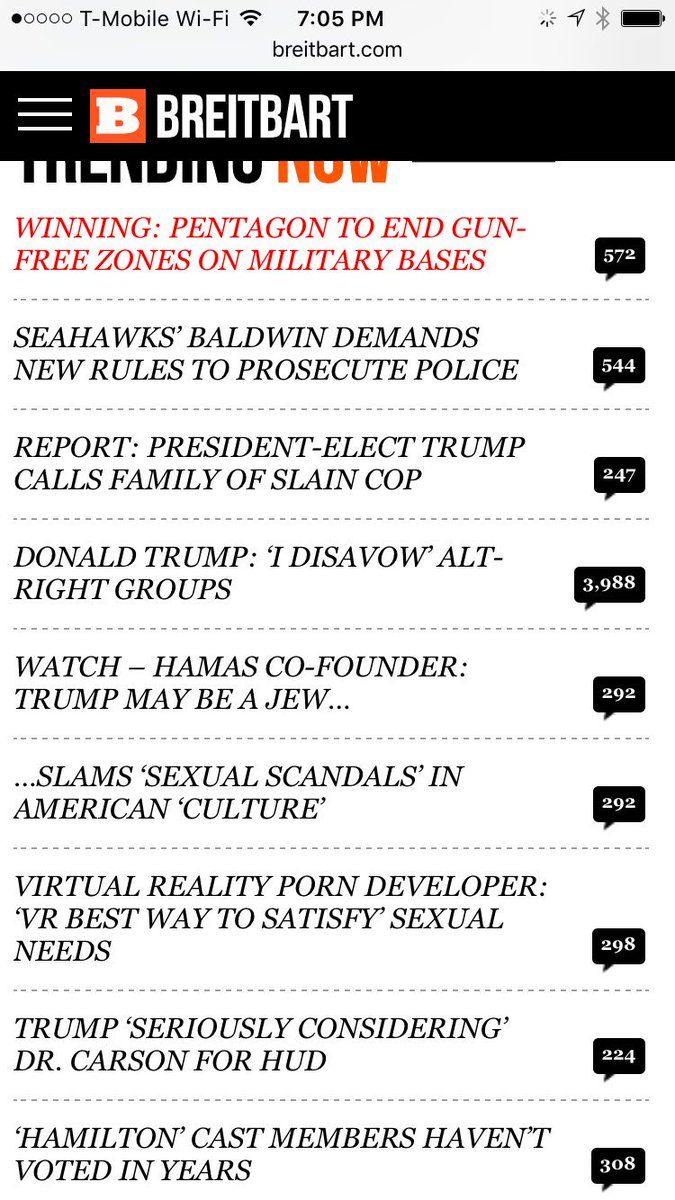 T-Mobile Wi-Fi 7:05 PM
breitbart.com
B BREITBART
TRENDING NOW
WINNING: PENTAGON TO END GUN-
FREE ZONES ON MILITARY BASES
572
SEAHAWKS’ BALDWIN DEMANDS
NEW RULES TO PROSECUTE POLICE
544
REPORT: PRESIDENT-ELECT TRUMP
CALLS FAMILY OF SLAIN COP
247
DONALD TRUMP: ‘I DISAVOW’ ALT-
RIGHT GROUPS
3,988
WATCH – HAMAS CO-FOUNDER:
TRUMP MAY BE A JEW…
292
…SLAMS ‘SEXUAL SCANDALS’ IN
AMERICAN ‘CULTURE’
292
VIRTUAL REALITY PORN DEVELOPER:
‘VR BEST WAY TO SATISFY’ SEXUAL
NEEDS
298
TRUMP ‘SERIOUSLY CONSIDERING’
DR. CARSON FOR HUD
224
‘HAMILTON’ CAST MEMBERS HAVEN’T
VOTED IN YEARS
308